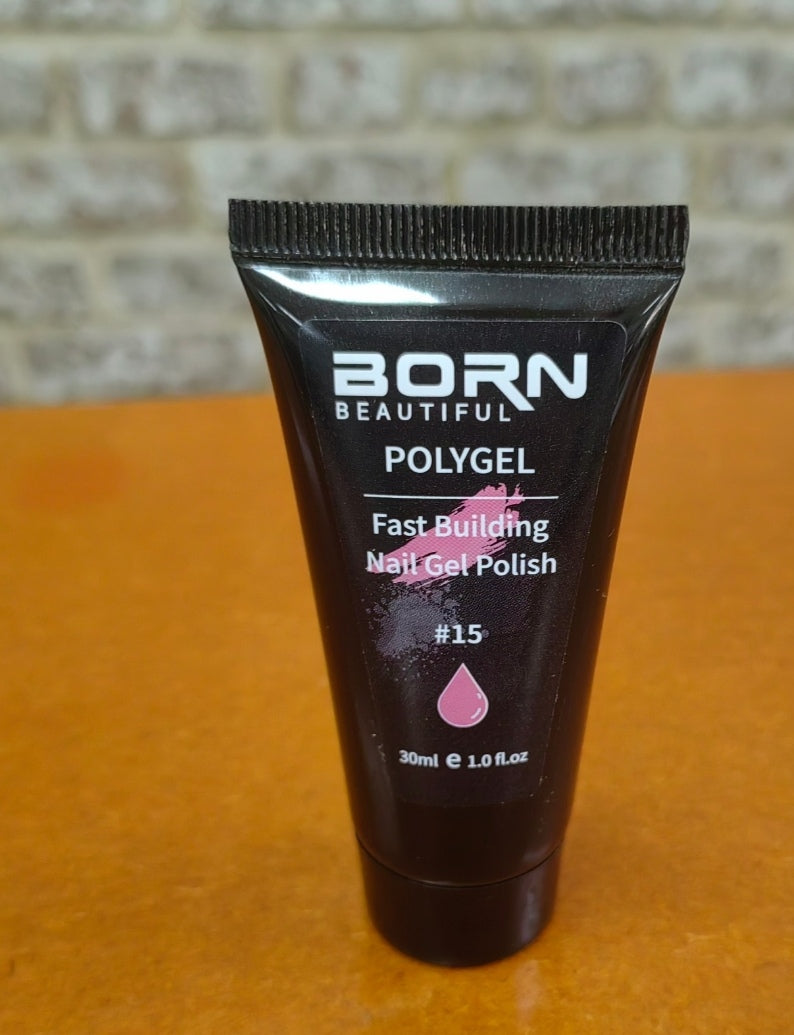 BORN
BEAUTIFUL
POLYGEL
Fast Building
Nail Gel Polish
#15
30ml e 1.0 fl.oz